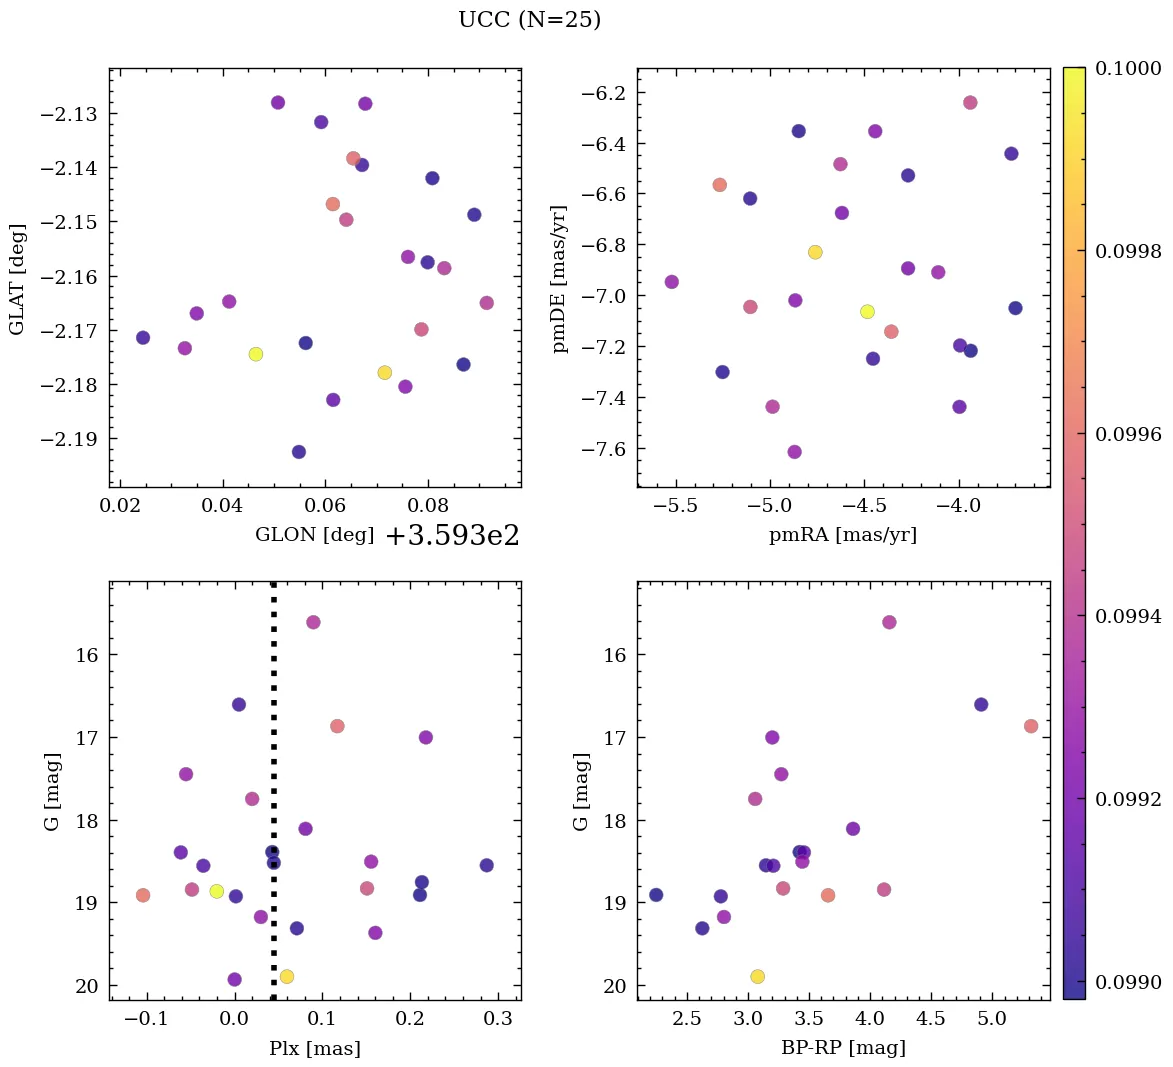 UCC (N=25)
−2.13
−2.14
−2.15
−2.16
−2.17
−2.18
−2.19
GLAT [deg]
0.02 0.04 0.06 0.08
GLON [deg] +3.593e2
−6.2
−6.4
−6.6
−6.8
−7.0
−7.2
−7.4
−7.6
pmDE [mas/yr]
−5.5 −5.0 −4.5 −4.0
pmRA [mas/yr]
16
17
18
19
20
G [mag]
−0.1 0.0 0.1 0.2 0.3
Plx [mas]
16
17
18
19
20
G [mag]
2.5 3.0 3.5 4.0 4.5 5.0
BP-RP [mag]
0.1000
0.0998
0.0996
0.0994
0.0992
0.0990